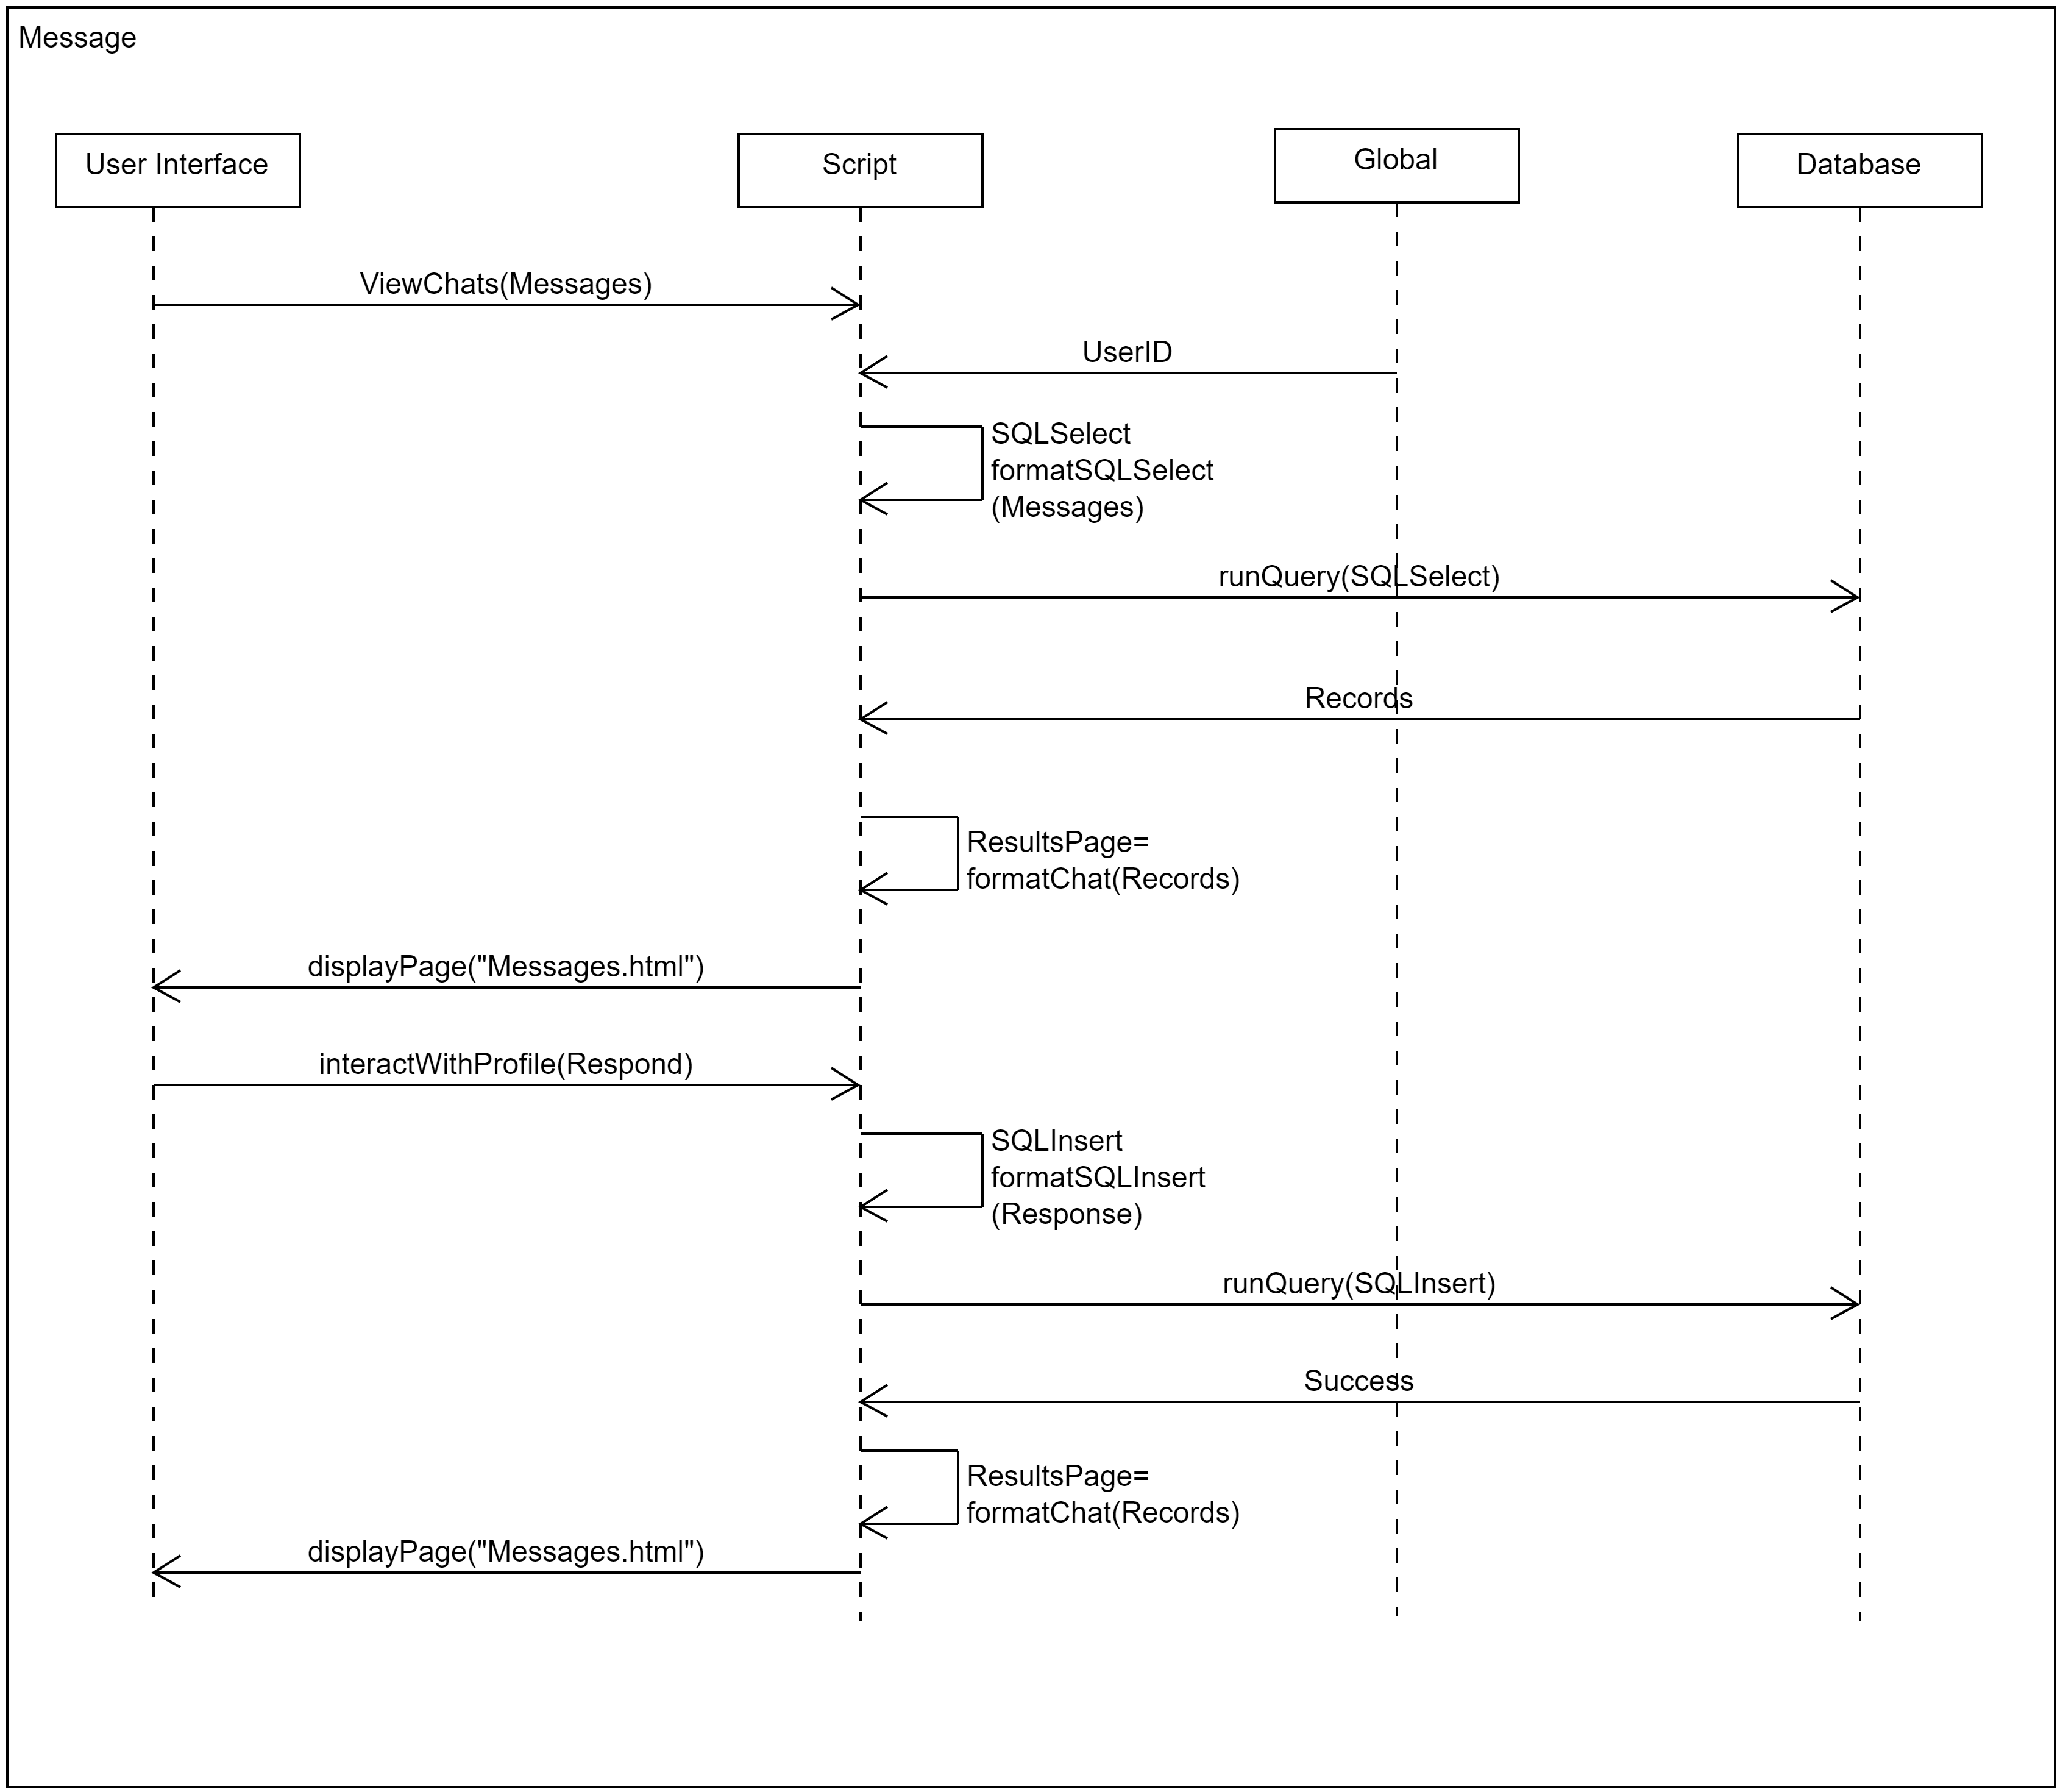 Message
User Interface
Script
Global
Database
ViewChats(Messages)
UserID
SQLSelect
formatSQLSelect
(Messages)
runQuery(SQLSelect)
Records
ResultsPage=
formatChat(Records)
displayPage("Messages.html")
interactWithProfile(Respond)
SQLInsert
formatSQLInsert
(Response)
runQuery(SQLInsert)
Success
ResultsPage=
formatChat(Records)
displayPage("Messages.html")